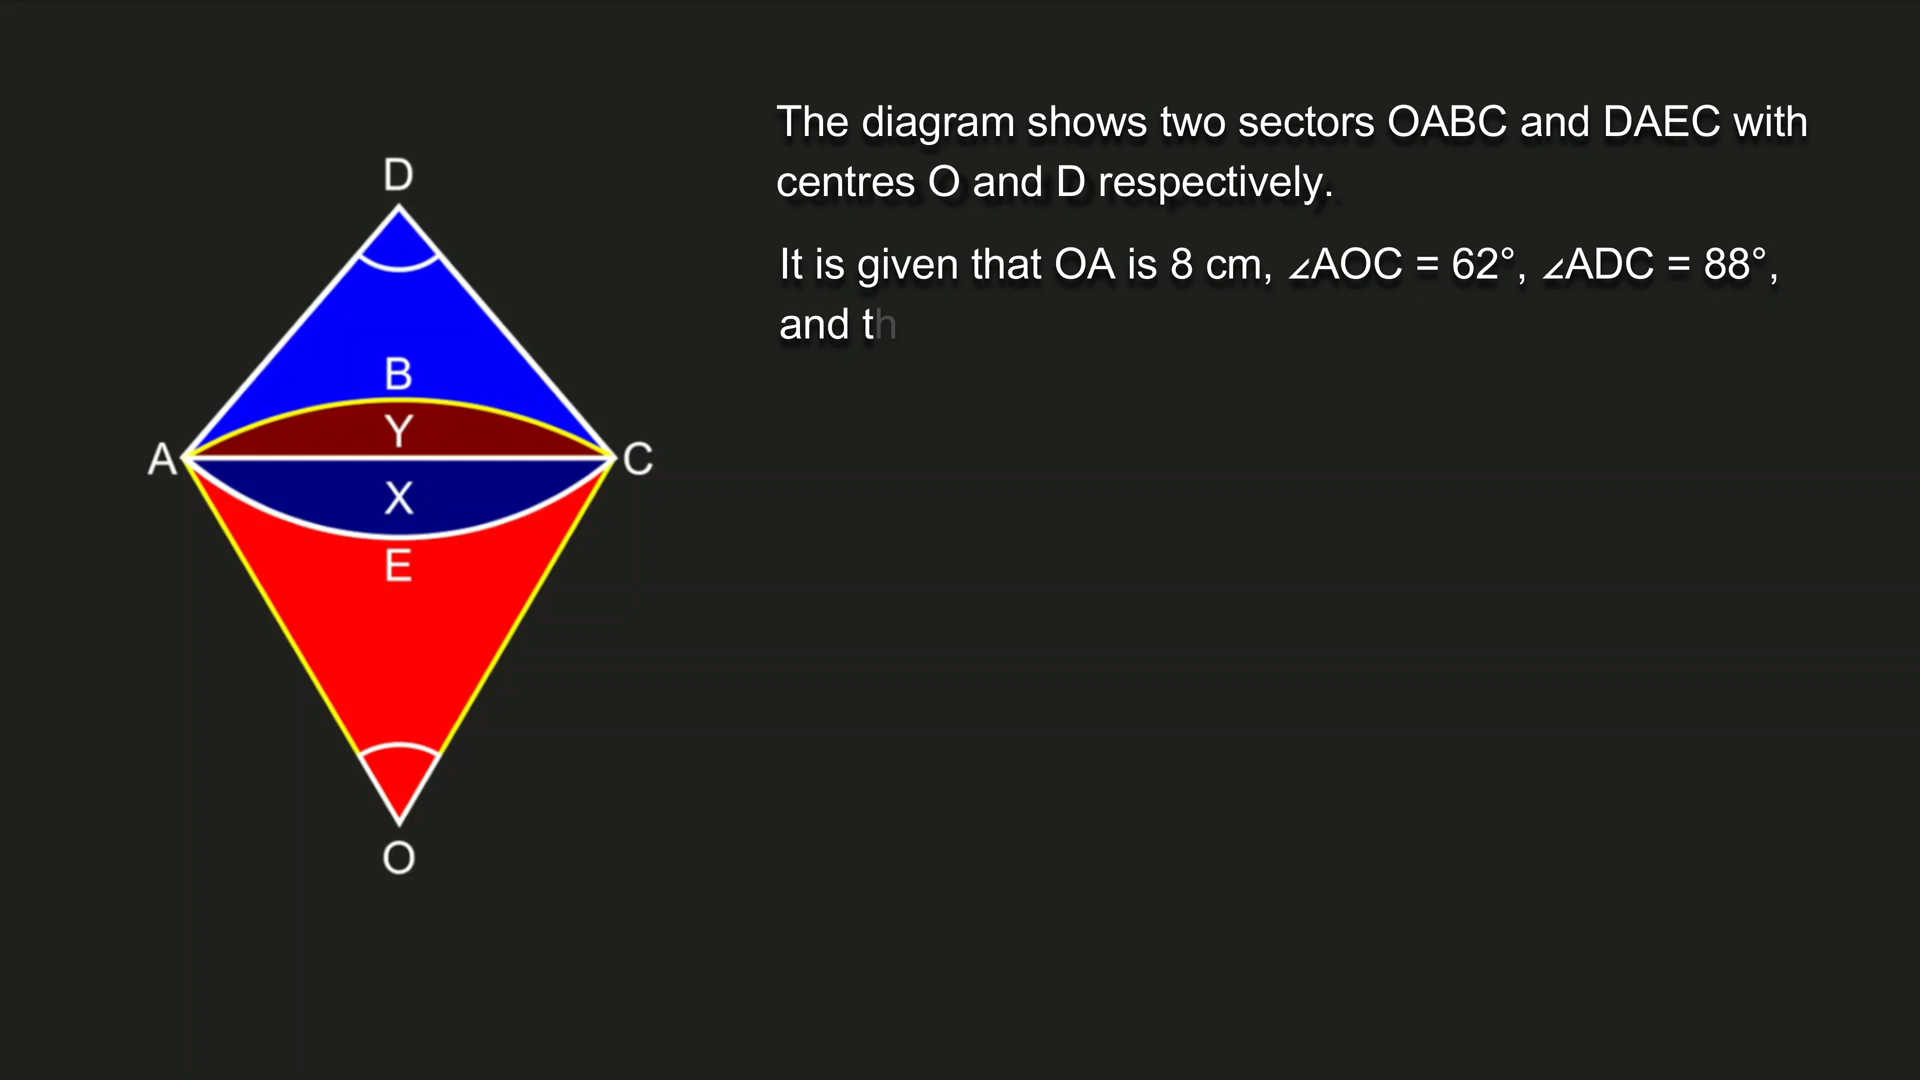 The diagram shows two sectors OABC and DAEC with
centres O and D respectively.
It is given that OA is 8 cm, ∠AOC = 62°, ∠ADC = 88°,
and th
D
B
Y
A
C
X
E
O